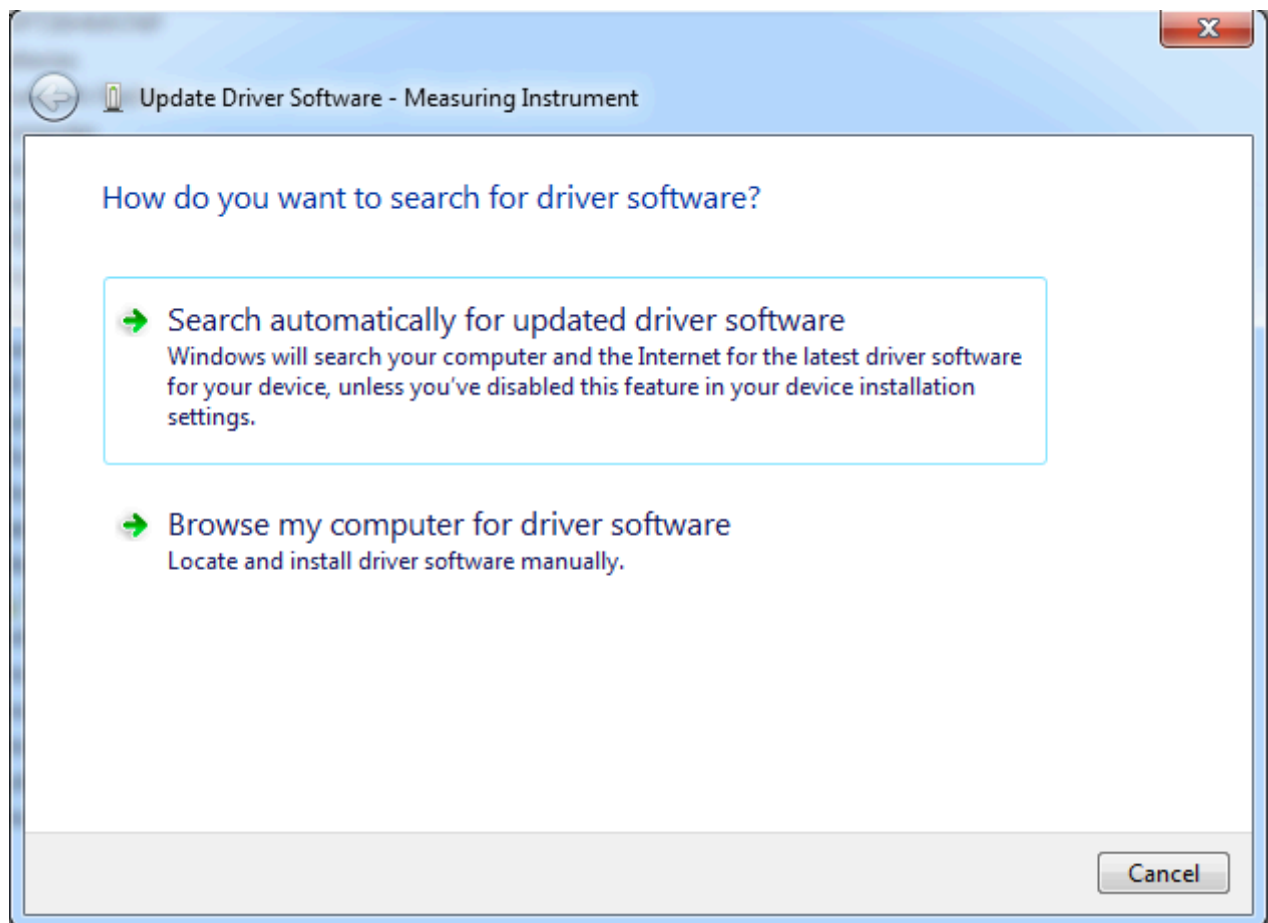 Update Driver Software - Measuring Instrument
How do you want to search for driver software?
Search automatically for updated driver software
Windows will search your computer and the Internet for the latest driver software
for your device, unless you've disabled this feature in your device installation
settings.
Browse my computer for driver software
Locate and install driver software manually.
Cancel